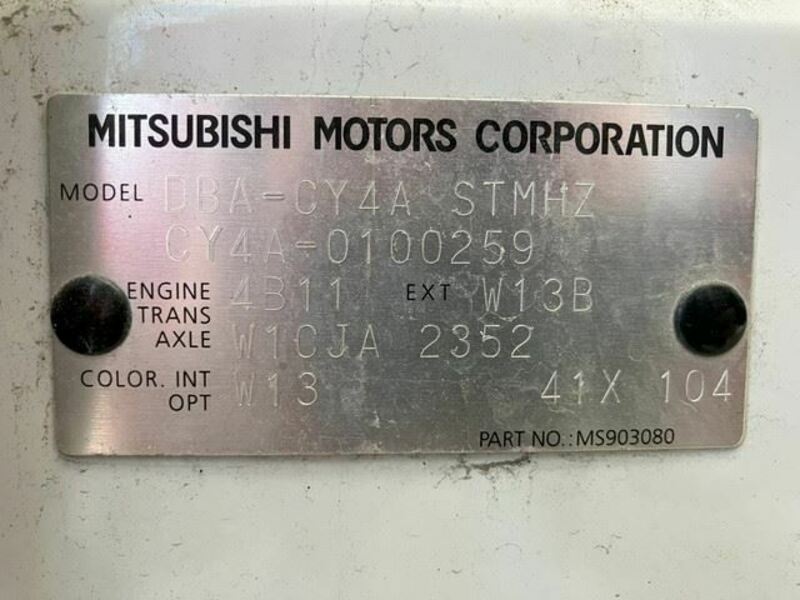 MITSUBISHI MOTORS CORPORATION
MODEL DBA-CY4A STMHZ
CY4A-0100259
ENGINE 4B11 EXT W13B
TRANS
AXLE W1CJA 2352
COLOR. INT W13 41X 104
OPT
PART NO.: MS903080